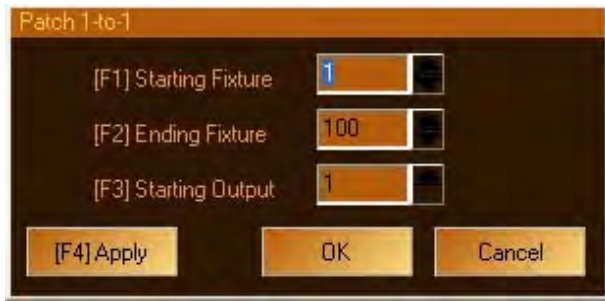 Patch 1-to-1
[F1] Starting Fixture 1
[F2] Ending Fixture 100
[F3] Starting Output 1
[F4] Apply OK Cancel